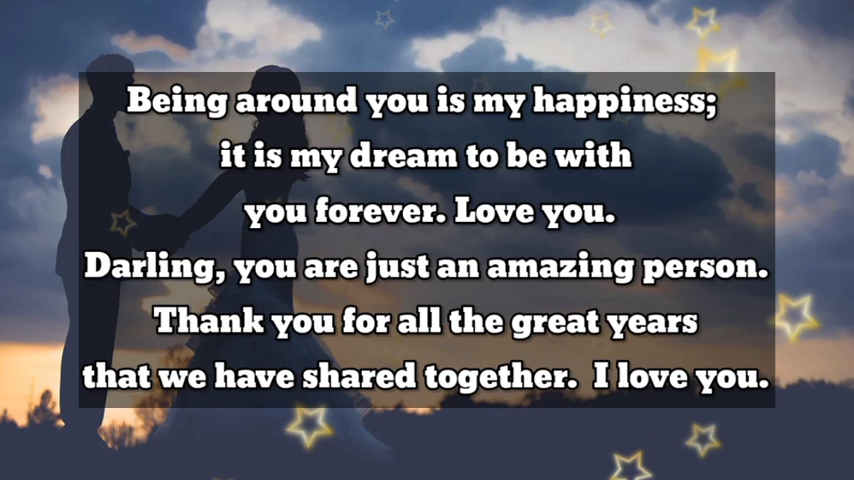 Being around you is my happiness;
it is my dream to be with
you forever. Love you.
Darling, you are just an amazing person.
Thank you for all the great years
that we have shared together.  I love you.